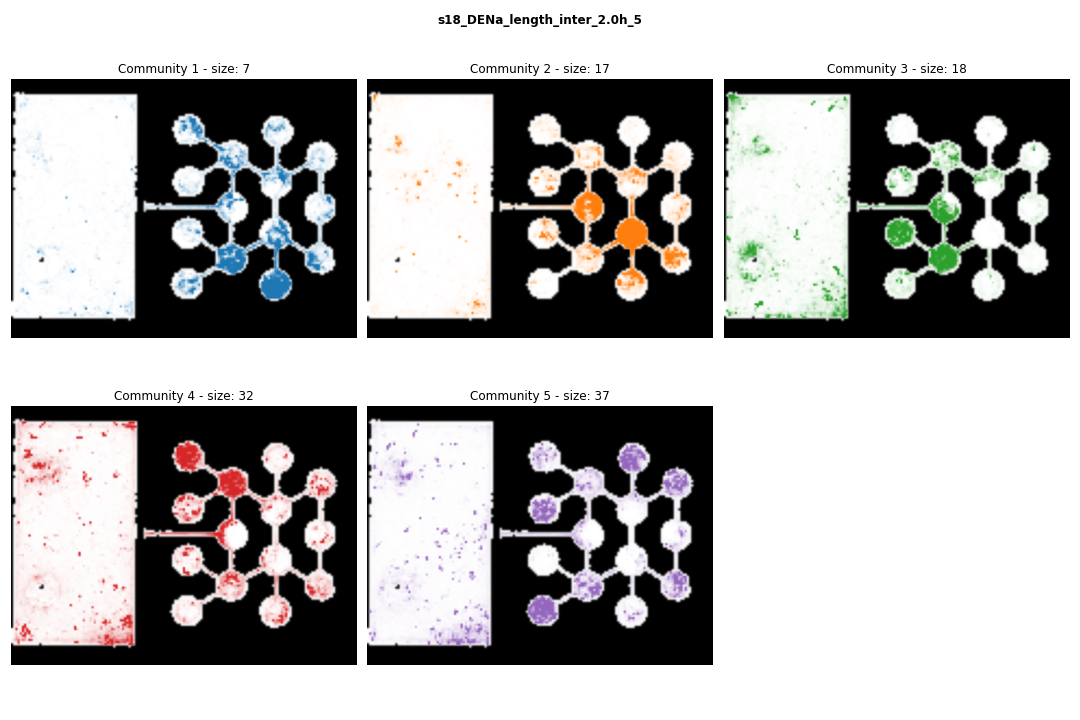 s18_DENa_length_inter_2.0h_5
Community 1 - size: 7
Community 2 - size: 17
Community 3 - size: 18
Community 4 - size: 32
Community 5 - size: 37